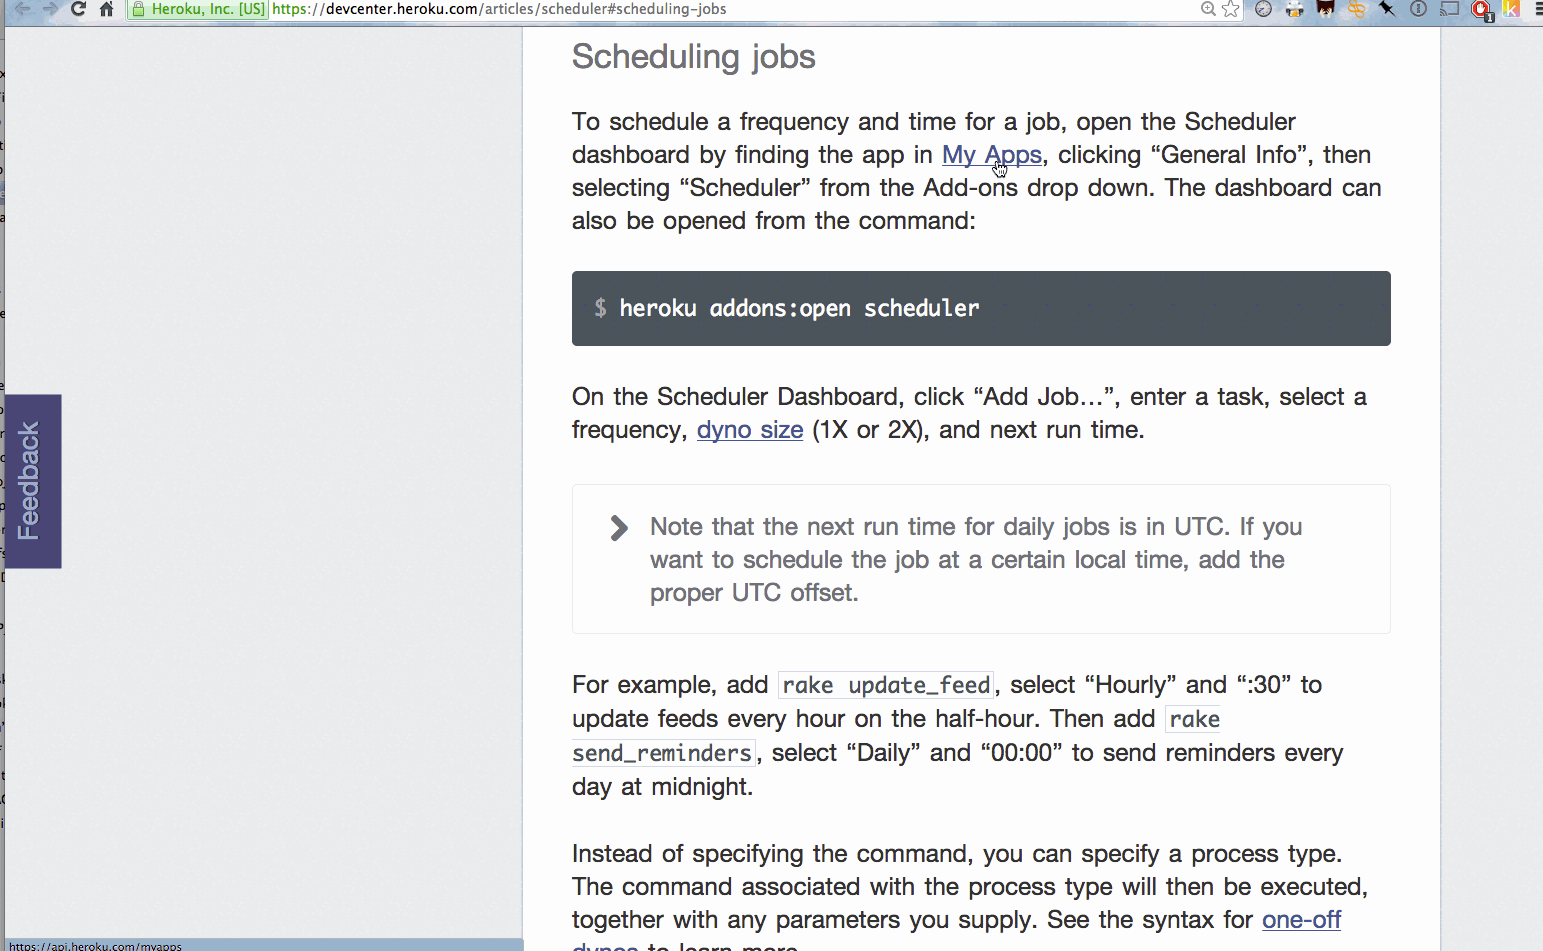 Heroku, Inc. [US] https://devcenter.heroku.com/articles/scheduler#scheduling-jobs
Scheduling jobs
To schedule a frequency and time for a job, open the Scheduler
dashboard by finding the app in My Apps, clicking “General Info”, then
selecting “Scheduler” from the Add-ons drop down. The dashboard can
also be opened from the command:
$ heroku addons:open scheduler
On the Scheduler Dashboard, click “Add Job…”, enter a task, select a
frequency, dyno size (1X or 2X), and next run time.
Feedback
Note that the next run time for daily jobs is in UTC. If you
want to schedule the job at a certain local time, add the
proper UTC offset.
For example, add rake update_feed, select “Hourly” and “:30” to
update feeds every hour on the half-hour. Then add rake
send_reminders, select “Daily” and “00:00” to send reminders every
day at midnight.
Instead of specifying the command, you can specify a process type.
The command associated with the process type will then be executed,
together with any parameters you supply. See the syntax for one-off
dynos to learn more.
https://api.heroku.com/myapps